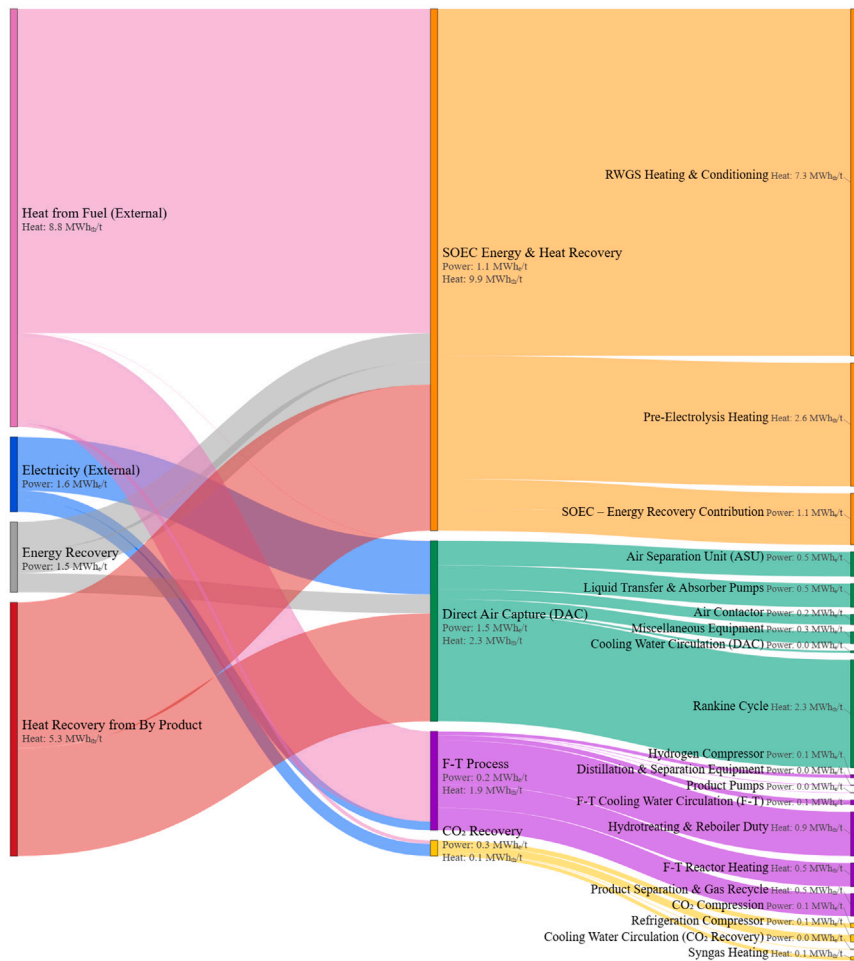 Heat from Fuel (External)
Heat: 8.8 MWhₜₕ/t
Electricity (External)
Power: 1.6 MWhₑ/t
Energy Recovery
Power: 1.5 MWhₑ/t
Heat Recovery from By Product
Heat: 5.3 MWhₜₕ/t
SOEC Energy & Heat Recovery
Power: 1.1 MWhₑ/t
Heat: 9.9 MWhₜₕ/t
Direct Air Capture (DAC)
Power: 1.5 MWhₑ/t
Heat: 2.3 MWhₜₕ/t
F-T Process
Power: 0.2 MWhₑ/t
Heat: 1.9 MWhₜₕ/t
CO₂ Recovery
Power: 0.3 MWhₑ/t
Heat: 0.1 MWhₜₕ/t
RWGS Heating & Conditioning Heat: 7.3 MWhₜₕ/t
Pre-Electrolysis Heating Heat: 2.6 MWhₜₕ/t
SOEC – Energy Recovery Contribution Power: 1.1 MWhₑ/t
Air Separation Unit (ASU) Power: 0.5 MWhₑ/t
Liquid Transfer & Absorber Pumps Power: 0.5 MWhₑ/t
Air Contactor Power: 0.2 MWhₑ/t
Miscellaneous Equipment Power: 0.3 MWhₑ/t
Cooling Water Circulation (DAC) Power: 0.0 MWhₑ/t
Rankine Cycle Heat: 2.3 MWhₜₕ/t
Hydrogen Compressor Power: 0.1 MWhₑ/t
Distillation & Separation Equipment Power: 0.0 MWhₑ/t
Product Pumps Power: 0.0 MWhₑ/t
F-T Cooling Water Circulation (F-T) Power: 0.1 MWhₑ/t
Hydrotreating & Reboiler Duty Heat: 0.9 MWhₜₕ/t
F-T Reactor Heating Heat: 0.5 MWhₜₕ/t
Product Separation & Gas Recycle Heat: 0.5 MWhₜₕ/t
CO₂ Compression Power: 0.1 MWhₑ/t
Refrigeration Compressor Power: 0.1 MWhₑ/t
Cooling Water Circulation (CO₂ Recovery) Power: 0.0 MWhₑ/t
Syngas Heating Heat: 0.1 MWhₜₕ/t